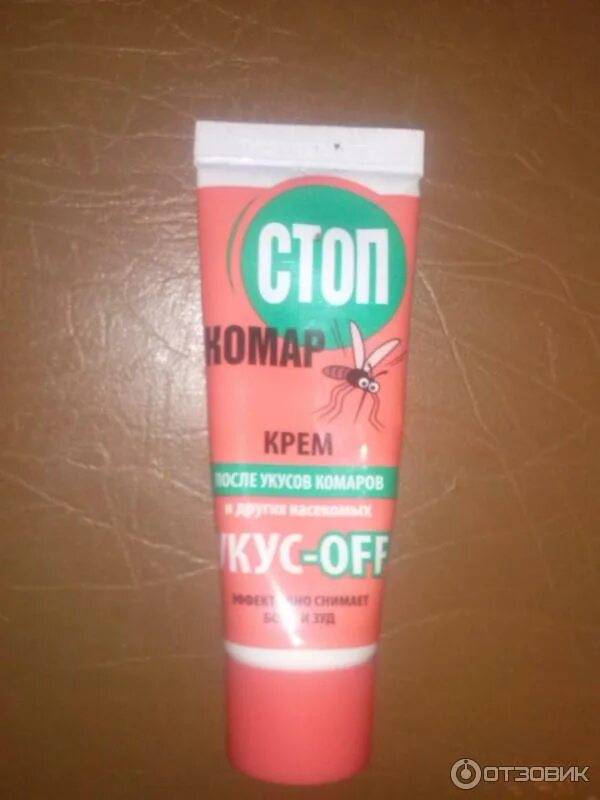 СТОП
КОМАР
КРЕМ
ПОСЛЕ УКУСОВ КОМАРОВ
и других насекомых
УКУС-OFF
СНИМАЕТ
И ЗУД
ОТЗОВИК